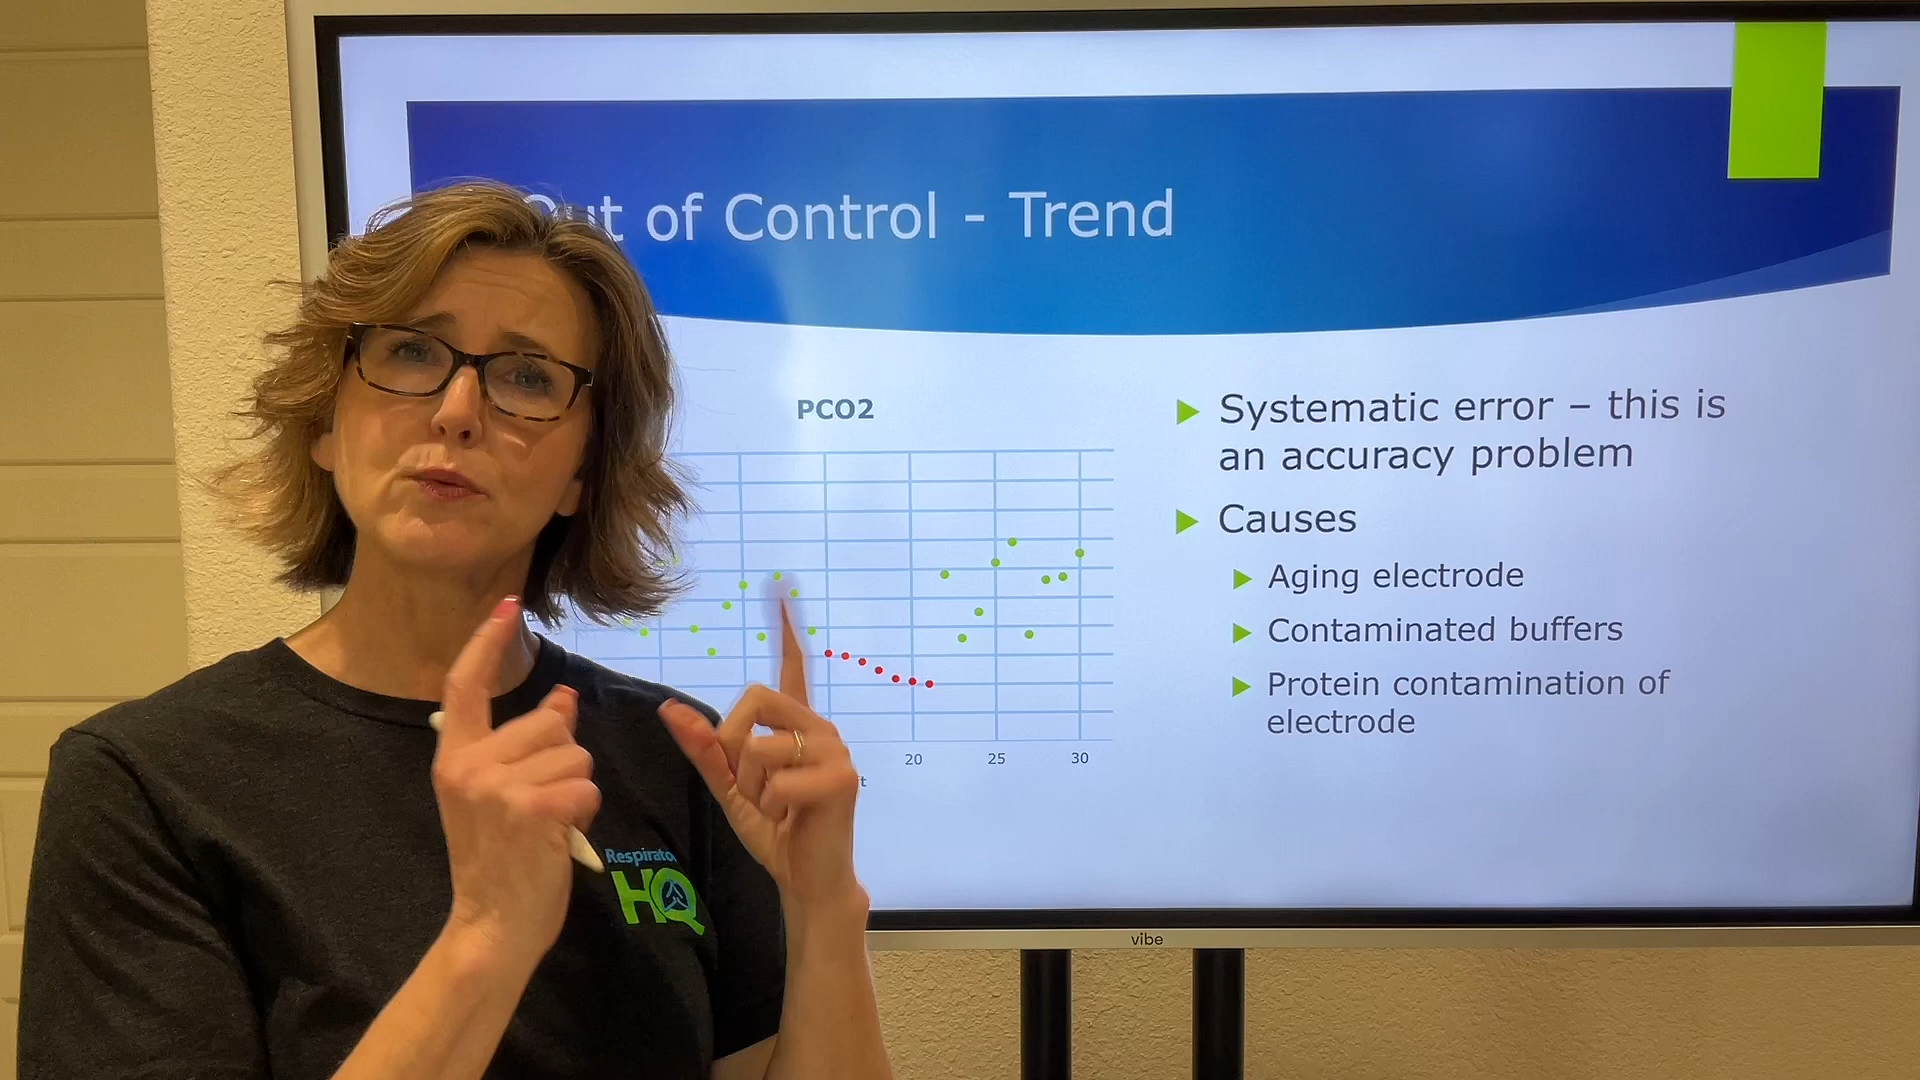 Out of Control - Trend
PCO2
Systematic error – this is
an accuracy problem
Causes
Aging electrode
Contaminated buffers
Protein contamination of
electrode
20 25 30
HQ
vibe